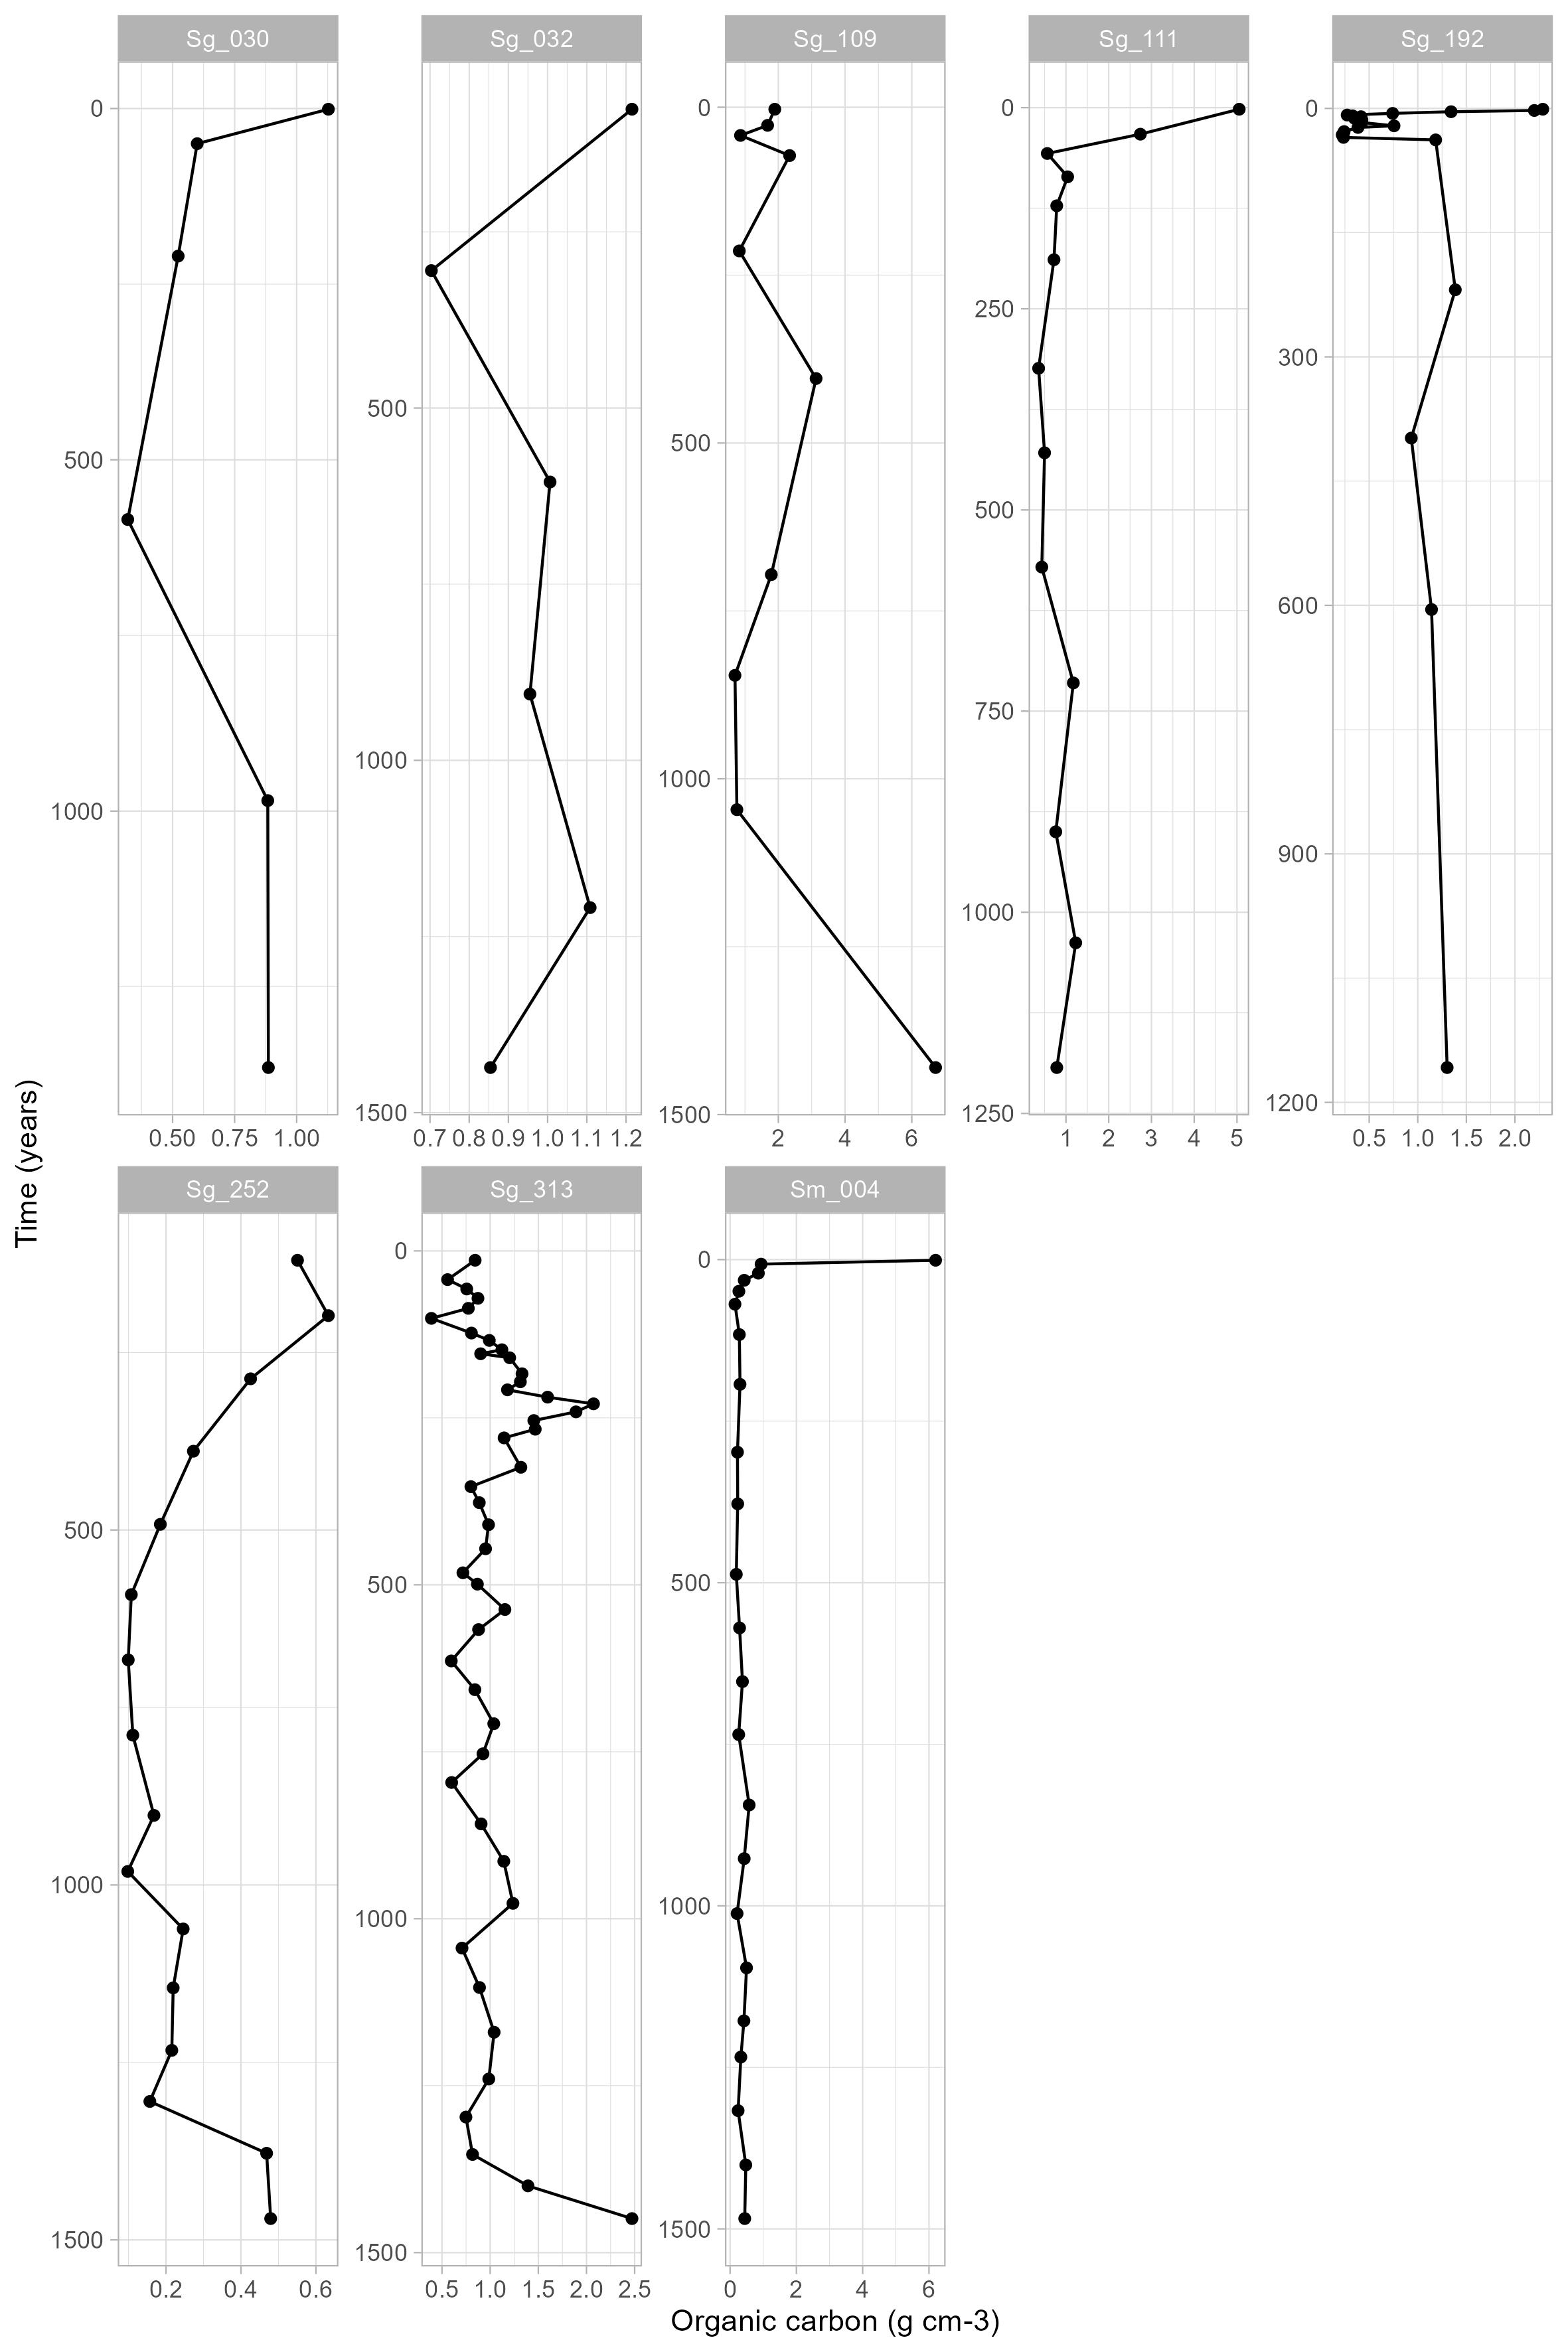 Sg_030 Sg_032 Sg_109 Sg_111 Sg_192
0 500 1000
0.50 0.75 1.00
500 1000 1500
0.7 0.8 0.9 1.0 1.1 1.2
0 500 1000 1500
2 4 6
0 250 500 750 1000 1250
1 2 3 4 5
0 300 600 900 1200
0.5 1.0 1.5 2.0
Time (years)
Sg_252 Sg_313 Sm_004
500 1000 1500
0.2 0.4 0.6
0 500 1000 1500
0.5 1.0 1.5 2.0 2.5
0 500 1000 1500
0 2 4 6
Organic carbon (g cm-3)